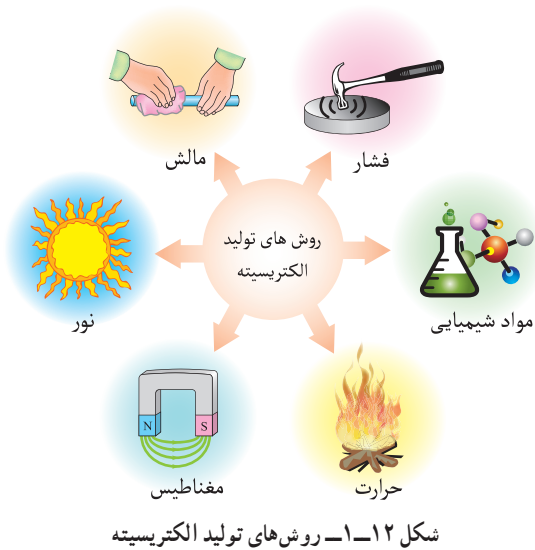 مالش
فشار
روش های تولید
الکتریسیته
نور
مواد شیمیایی
N
S
مغناطیس
حرارت
شکل ۱۲ــ۱ــ روش‌های تولید الکتریسیته